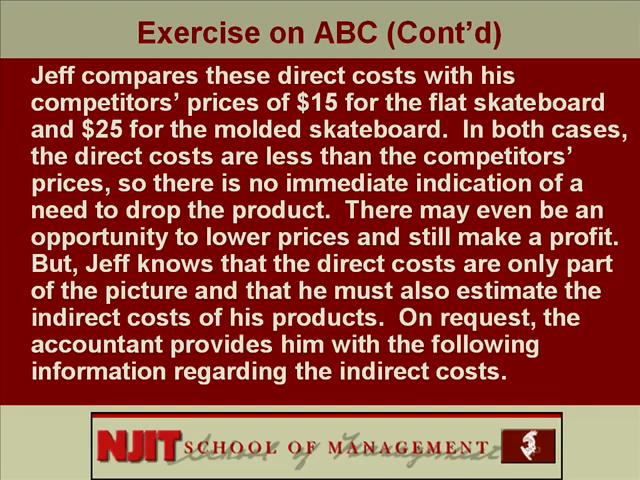 Exercise on ABC (Cont’d)
Jeff compares these direct costs with his
competitors’ prices of $15 for the flat skateboard
and $25 for the molded skateboard.  In both cases,
the direct costs are less than the competitors’
prices, so there is no immediate indication of a
need to drop the product.  There may even be an
opportunity to lower prices and still make a profit.
But, Jeff knows that the direct costs are only part
of the picture and that he must also estimate the
indirect costs of his products.  On request, the
accountant provides him with the following
information regarding the indirect costs.
NJIT SCHOOL OF MANAGEMENT
School of Management